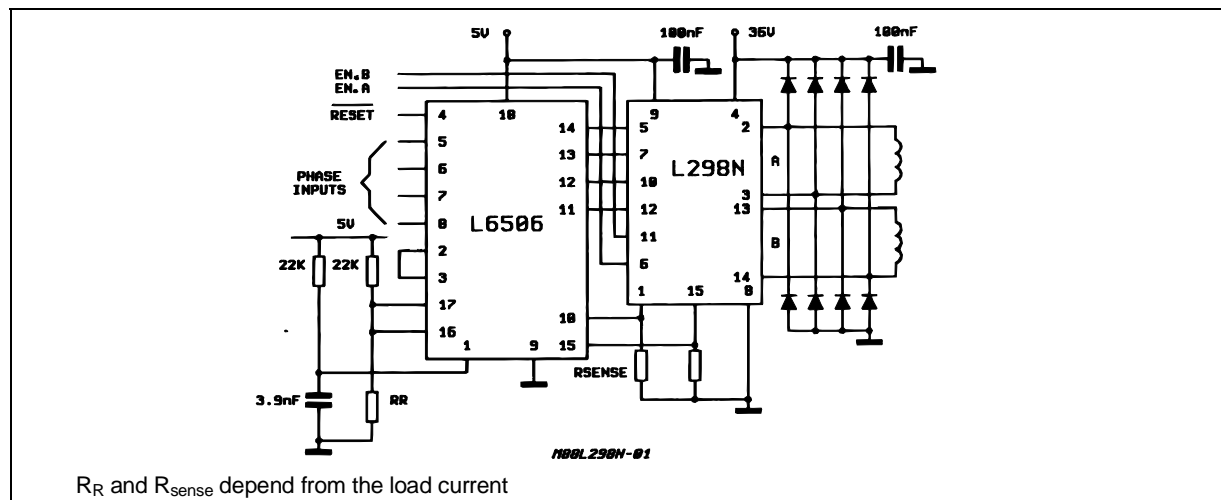 5V 100nF 36V 100nF
EN.B
EN.A
RESET
4 18 9 4
14 5 2
5
13 7 A
6 L298N
PHASE
INPUTS
12 10
7 3
11 12 13
8 L6506
5V 11 B
2
22K 22K 6
3 14
1 15 8
17
10
16
1 9 15
RSENSE
3.9nF RR
M88L298N-01
RR and Rsense depend from the load current